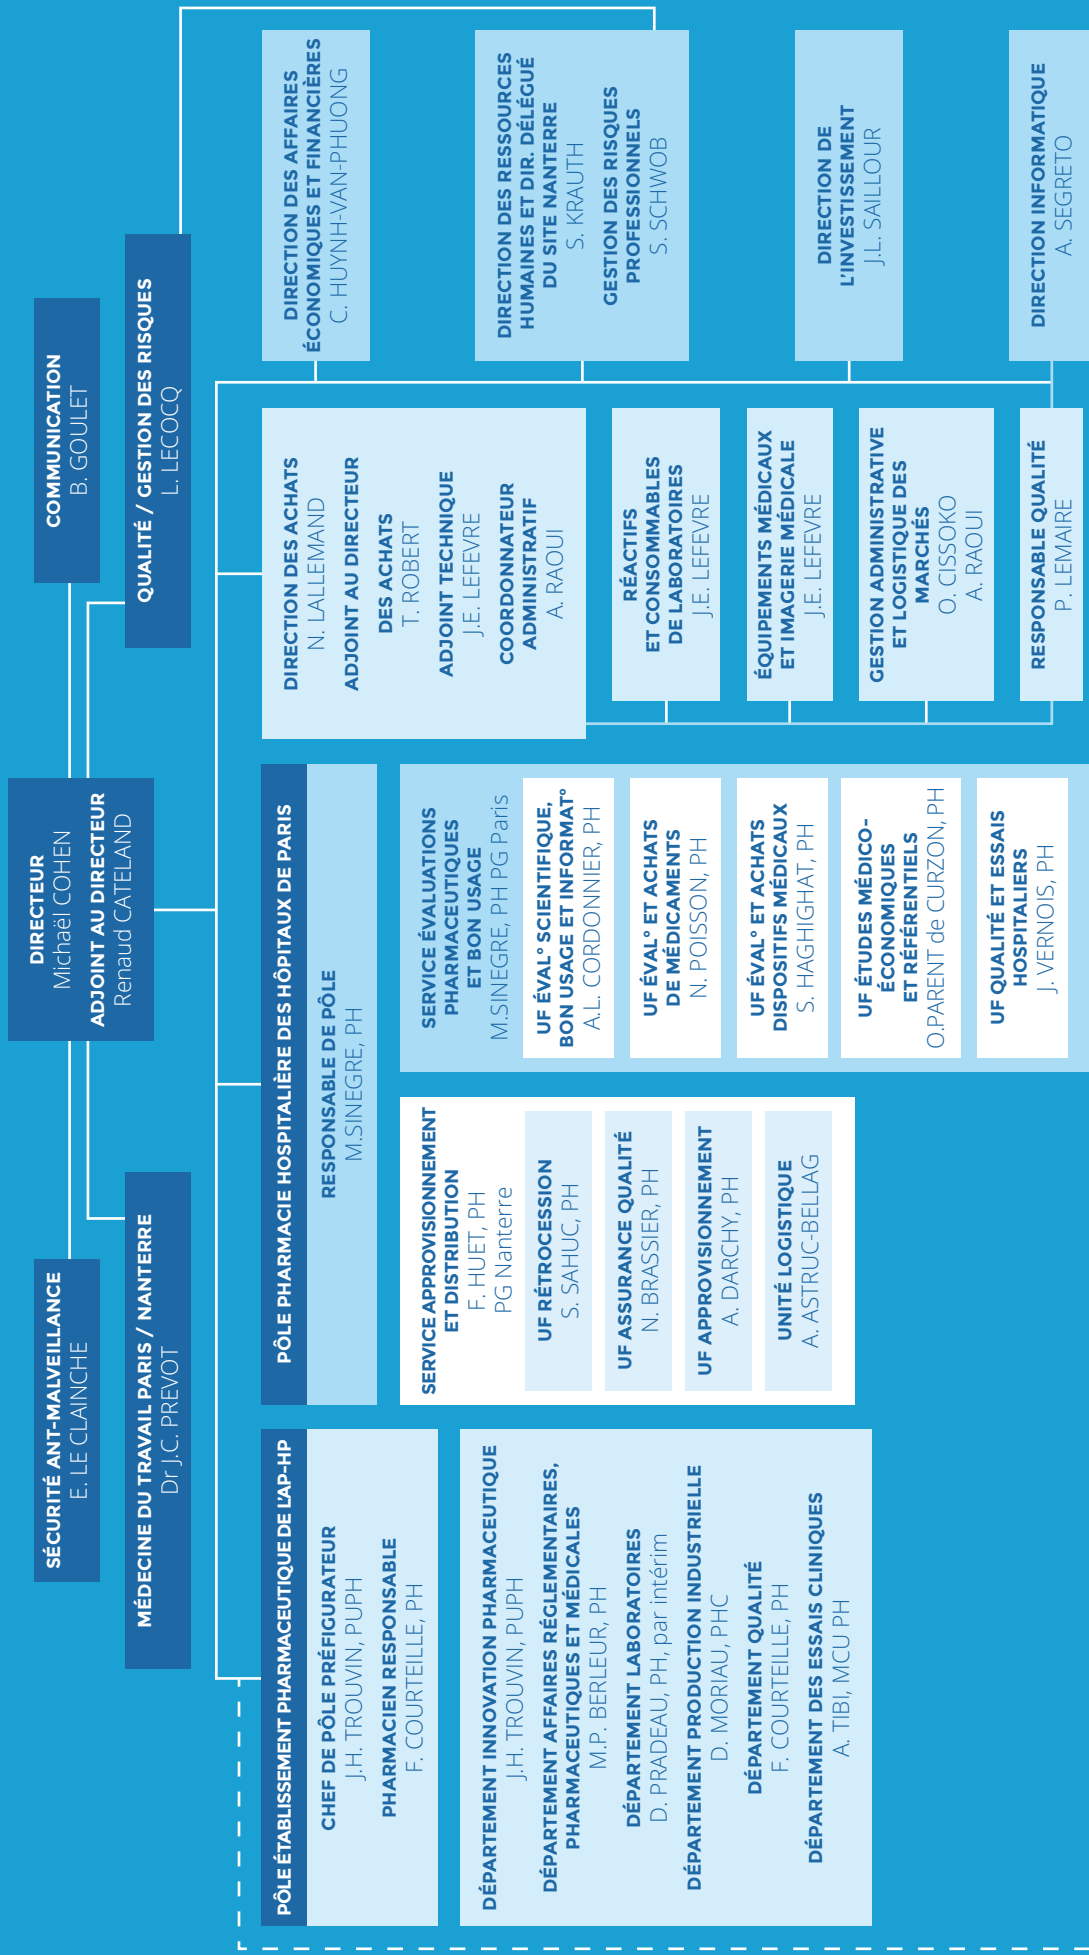 DIRECTEUR
Michaël COHEN
ADJOINT AU DIRECTEUR
Renaud CATELAND
SÉCURITÉ ANT-MALVEILLANCE
E. LE CLAINCHE
COMMUNICATION
B. GOULET
MÉDECINE DU TRAVAIL PARIS / NANTERRE
Dr J.C. PREVOT
QUALITÉ / GESTION DES RISQUES
L. LECOCQ
PÔLE ÉTABLISSEMENT PHARMACEUTIQUE DE L'AP-HP
CHEF DE PÔLE PRÉFIGURATEUR
J.H. TROUVIN, PUPH
PHARMACIEN RESPONSABLE
F. COURTEILLE, PH
DÉPARTEMENT INNOVATION PHARMACEUTIQUE
J.H. TROUVIN, PUPH
DÉPARTEMENT AFFAIRES RÉGLEMENTAIRES,
PHARMACEUTIQUES ET MÉDICALES
M.P. BERLEUR, PH
DÉPARTEMENT LABORATOIRES
D. PRADEAU, PH, par intérim
DÉPARTEMENT PRODUCTION INDUSTRIELLE
D. MORIAU, PHC
DÉPARTEMENT QUALITÉ
F. COURTEILLE, PH
DÉPARTEMENT DES ESSAIS CLINIQUES
A. TIBI, MCU PH
PÔLE PHARMACIE HOSPITALIÈRE DES HÔPITAUX DE PARIS
RESPONSABLE DE PÔLE
M.SINEGRE, PH
SERVICE APPROVISIONNEMENT
ET DISTRIBUTION
F. HUET, PH
PG Nanterre
UF RÉTROCESSION
S. SAHUC, PH
UF ASSURANCE QUALITÉ
N. BRASSIER, PH
UF APPROVISIONNEMENT
A. DARCHY, PH
UNITÉ LOGISTIQUE
A. ASTRUC-BELLAG
SERVICE ÉVALUATIONS
PHARMACEUTIQUES
ET BON USAGE
M.SINEGRE, PH PG Paris
UF ÉVAL° SCIENTIFIQUE,
BON USAGE ET INFORMAT°
A.L. CORDONNIER, PH
UF ÉVAL° ET ACHATS
DE MÉDICAMENTS
N. POISSON, PH
UF ÉVAL° ET ACHATS
DISPOSITIFS MÉDICAUX
S. HAGHIGHAT, PH
UF ÉTUDES MÉDICO-
ÉCONOMIQUES
ET RÉFÉRENTIELS
O.PARENT de CURZON, PH
UF QUALITÉ ET ESSAIS
HOSPITALIERS
J. VERNOIS, PH
DIRECTION DES ACHATS
N. LALLEMAND
ADJOINT AU DIRECTEUR
DES ACHATS
T. ROBERT
ADJOINT TECHNIQUE
J.E. LEFEVRE
COORDONNATEUR
ADMINISTRATIF
A. RAOUI
RÉACTIFS
ET CONSOMMABLES
DE LABORATOIRES
J.E. LEFEVRE
ÉQUIPEMENTS MÉDICAUX
ET IMAGERIE MÉDICALE
J.E. LEFEVRE
GESTION ADMINISTRATIVE
ET LOGISTIQUE DES
MARCHÉS
O. CISSOKO
A. RAOUI
RESPONSABLE QUALITÉ
P. LEMAIRE
DIRECTION DES AFFAIRES
ÉCONOMIQUES ET FINANCIÈRES
C. HUYNH-VAN-PHUONG
DIRECTION DES RESSOURCES
HUMAINES ET DIR. DÉLÉGUÉ
DU SITE NANTERRE
S. KRAUTH
GESTION DES RISQUES
PROFESSIONNELS
S. SCHWOB
DIRECTION DE
L'INVESTISSEMENT
J.L. SAILLOUR
DIRECTION INFORMATIQUE
A. SEGRETO